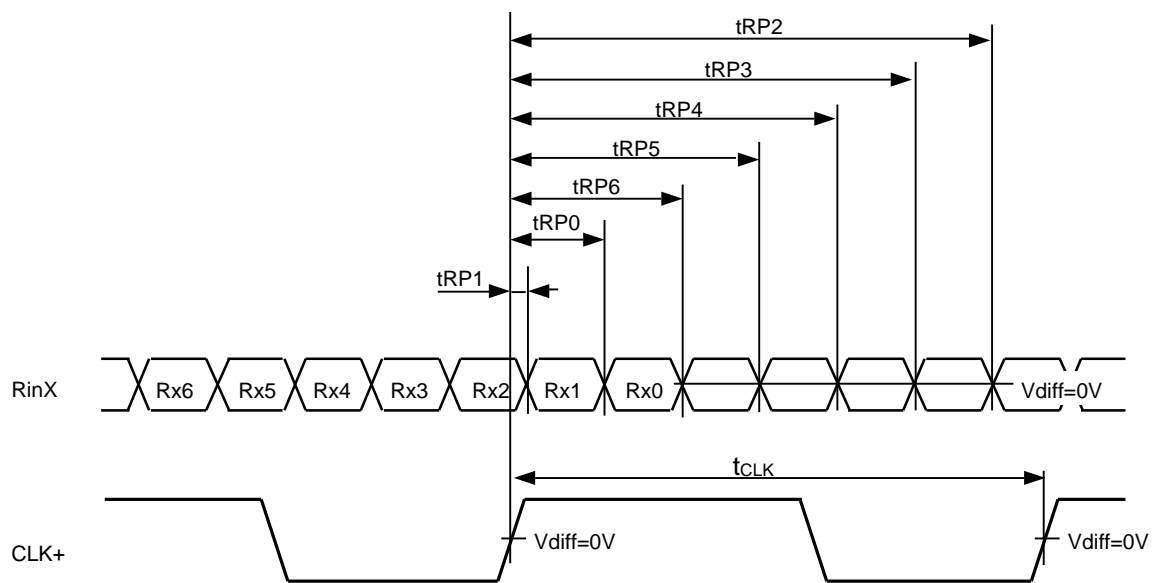 tRP2
tRP3
tRP4
tRP5
tRP6
tRP0
tRP1
RinX
Rx6 Rx5 Rx4 Rx3 Rx2 Rx1 Rx0 Vdiff=0V
tCLK
CLK+
Vdiff=0V Vdiff=0V